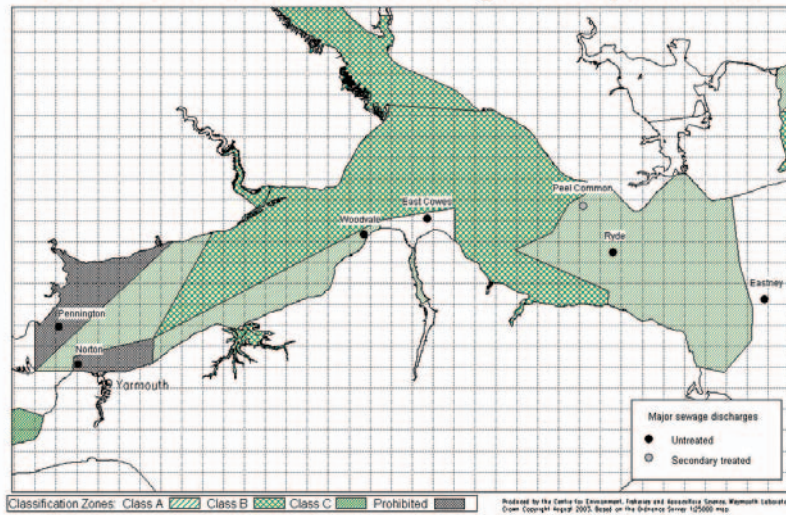 Peel Common
East Cowes
Woodvale
Ryde
Eastney
Pennington
Norton
Yarmouth
Major sewage discharges
Untreated
Secondary treated
Classification Zones: Class A Class B Class C Prohibited
Produced by the Centre for Environment, Fisheries and Aquaculture Science, Weymouth Laborato
Crown Copyright August 2003. Based on the Ordnance Survey 1:25000 map